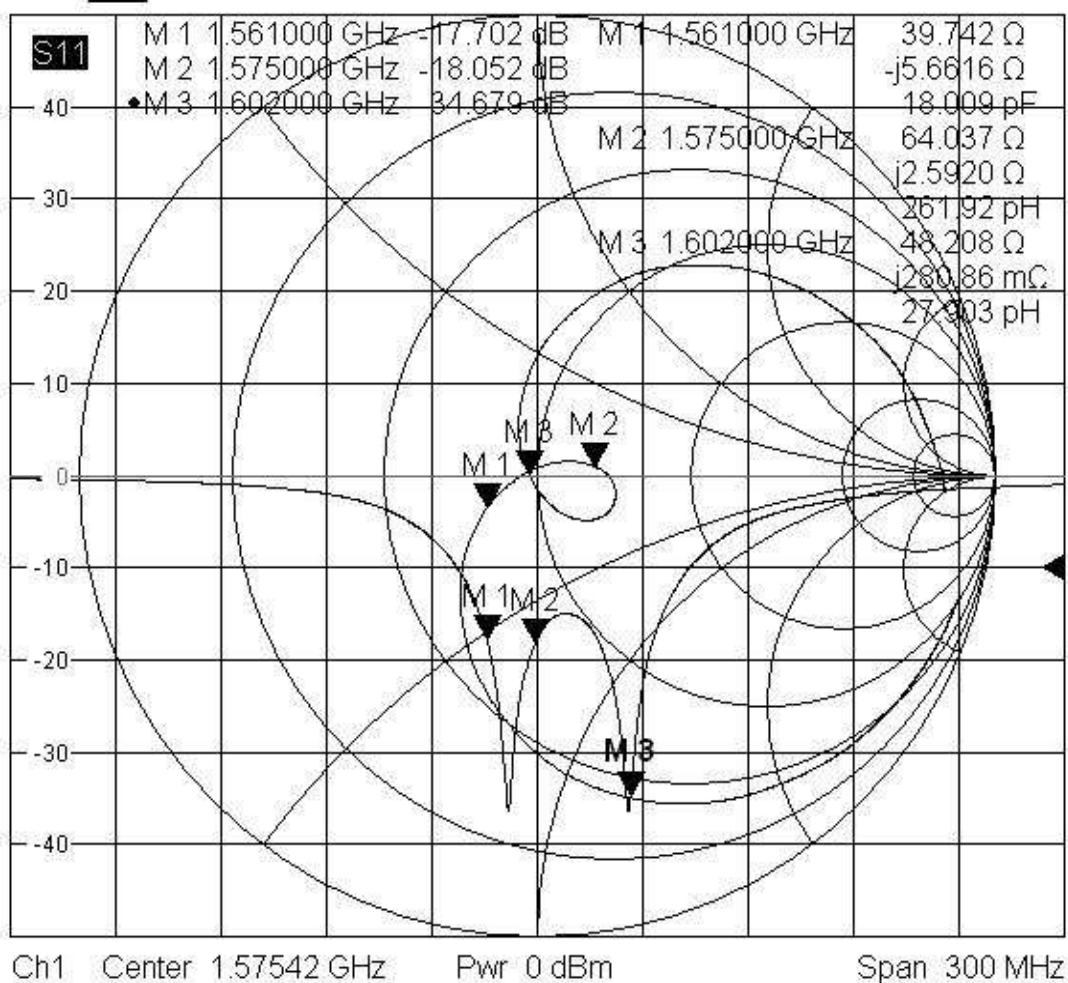 S11
M 1 1.561000 GHz -17.702 dB
M 2 1.575000 GHz -18.052 dB
M 3 1.602000 GHz -34.679 dB
M 1 1.561000 GHz 39.742 Ω
-j5.6616 Ω
18.009 pF
M 2 1.575000 GHz 64.037 Ω
j2.5920 Ω
261.92 pH
M 3 1.602000 GHz 48.208 Ω
j280.86 mΩ
27.903 pH
40
30
20
10
0
-10
-20
-30
-40
M 3
M 2
M 1
M 1
M 2
M 3
Ch1 Center 1.57542 GHz Pwr 0 dBm Span 300 MHz